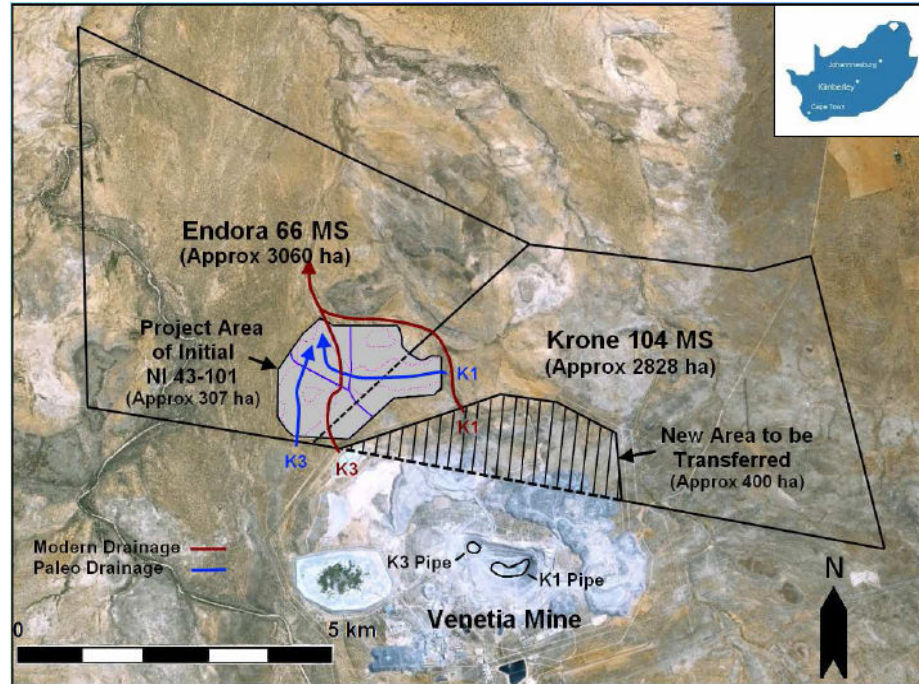 Johannnesburg
Kimberley
Cape Town
Endora 66 MS
(Approx 3060 ha)
Project Area
of Initial
NI 43-101
(Approx 307 ha)
Krone 104 MS
(Approx 2828 ha)
K1
K1
K3
K3
New Area to be
Transferred
(Approx 400 ha)
Modern Drainage
Paleo Drainage
K3 Pipe
K1 Pipe
Venetia Mine
N
0
5 km